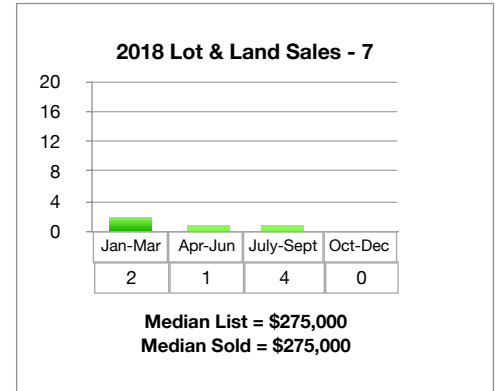 2018 Lot & Land Sales - 7
20
16
12
8
4
0
Jan-Mar Apr-Jun July-Sept Oct-Dec
2 1 4 0
Median List = $275,000
Median Sold = $275,000